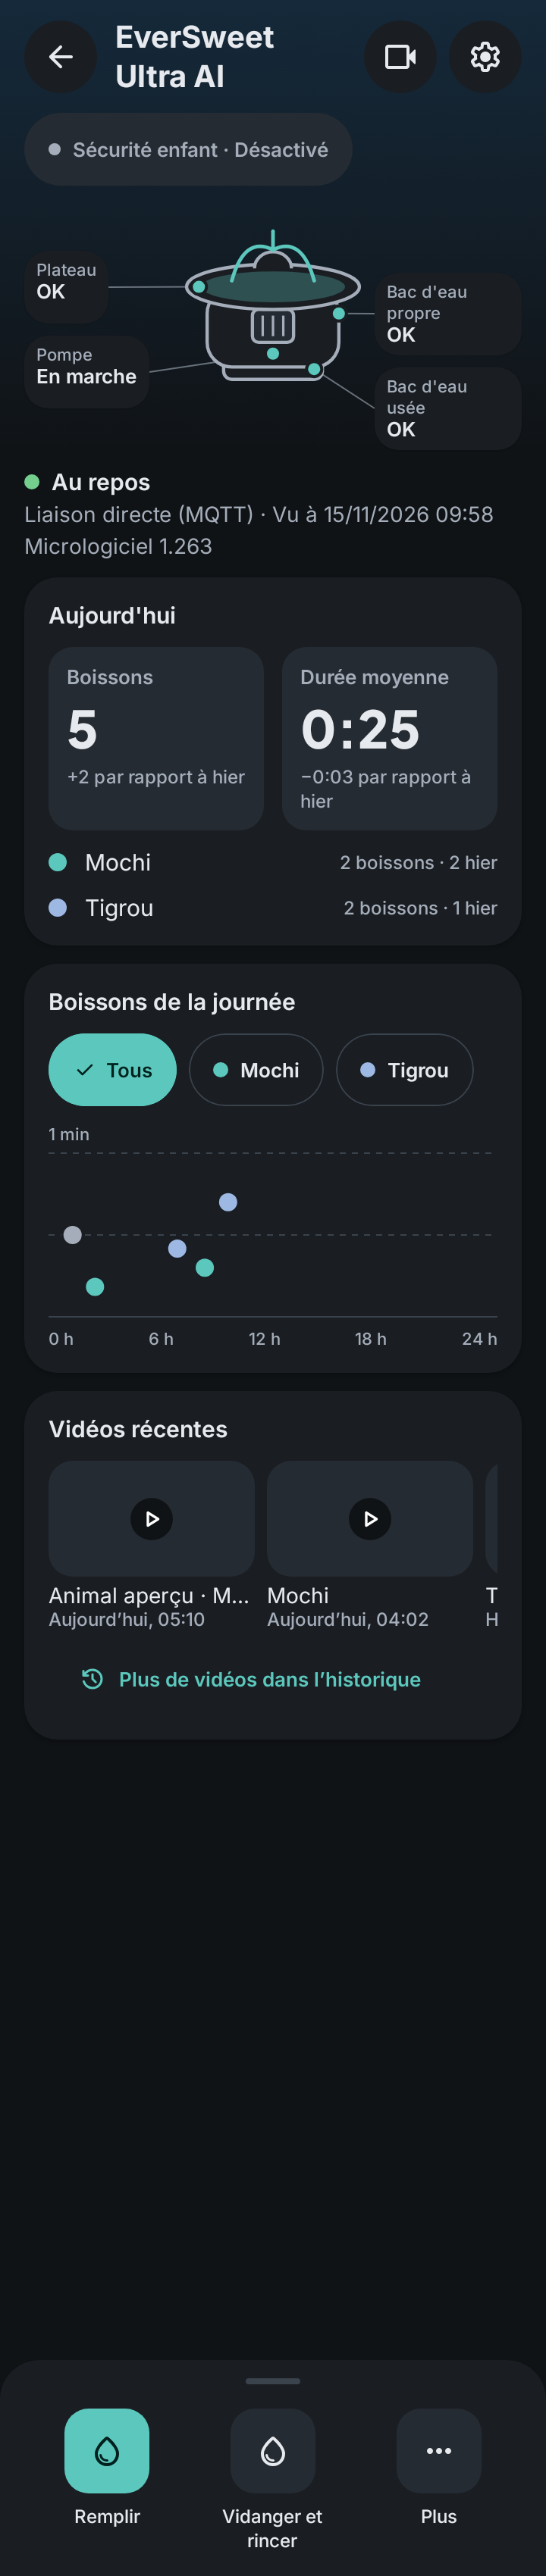 EverSweet
Ultra AI
Sécurité enfant · Désactivé
Plateau
OK
Bac d'eau
propre
OK
Pompe
En marche
Bac d'eau
usée
OK
Au repos
Liaison directe (MQTT) · Vu à 15/11/2026 09:58
Micrologiciel 1.263
Aujourd'hui
Boissons
5
+2 par rapport à hier
Durée moyenne
0:25
−0:03 par rapport à
hier
Mochi
2 boissons · 2 hier
Tigrou
2 boissons · 1 hier
Boissons de la journée
Tous
Mochi
Tigrou
1 min
0 h
6 h
12 h
18 h
24 h
Vidéos récentes
Animal aperçu · M…
Aujourd’hui, 05:10
Mochi
Aujourd’hui, 04:02
T
H
Plus de vidéos dans l’historique
Remplir
Vidanger et
rincer
Plus